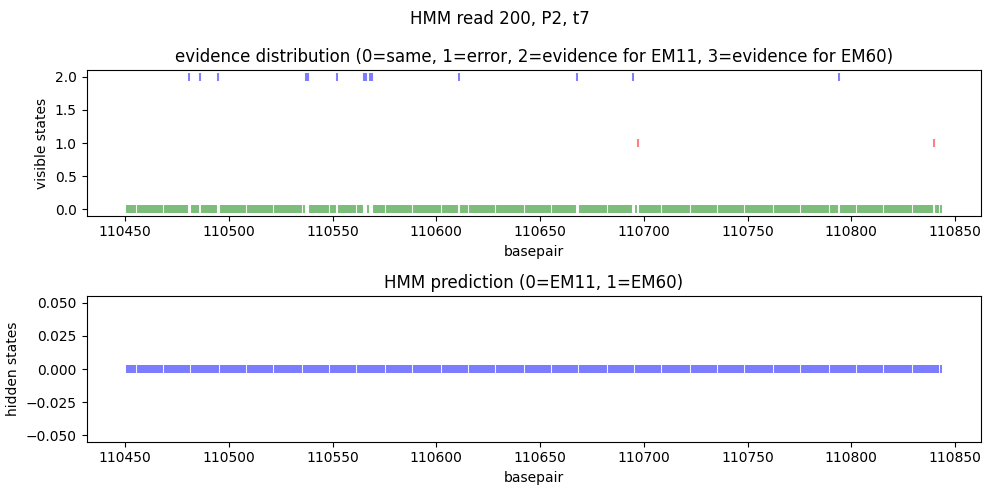 HMM read 200, P2, t7
evidence distribution (0=same, 1=error, 2=evidence for EM11, 3=evidence for EM60)
visible states
2.0
1.5
1.0
0.5
0.0
110450 110500 110550 110600 110650 110700 110750 110800 110850
basepair
HMM prediction (0=EM11, 1=EM60)
hidden states
0.050
0.025
0.000
−0.025
−0.050
110450 110500 110550 110600 110650 110700 110750 110800 110850
basepair